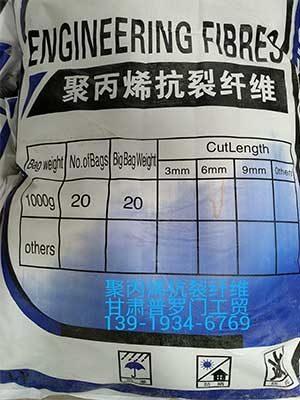 ENGINEERING FIBRES
聚丙烯抗裂纤维
Bag weight No.of Bags Big Bag Weight CutLength
3mm 6mm 9mm Others
1000g 20 20
others
聚丙烯抗裂纤维
甘肃普罗门工贸
139-1934-6769